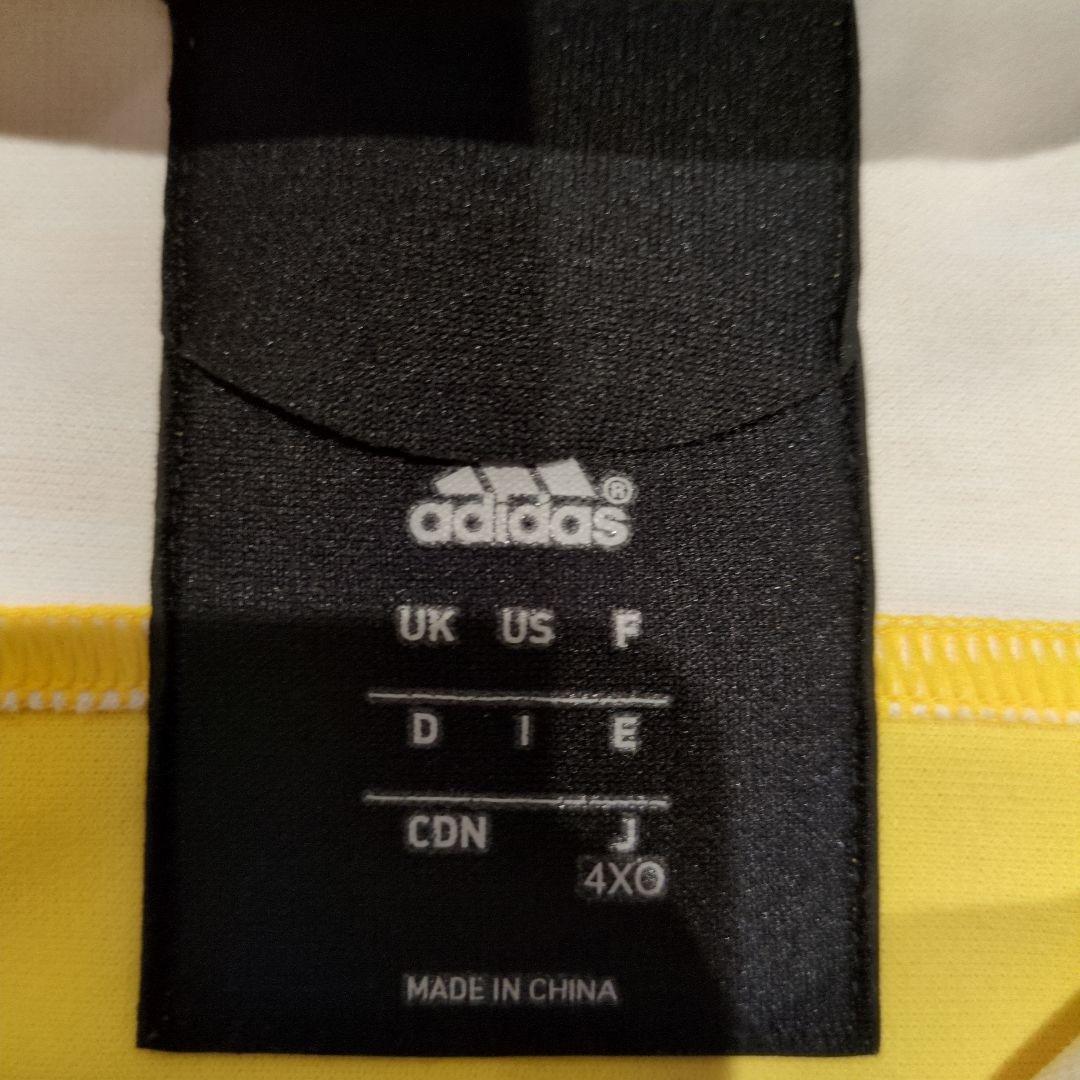 adidas®
UK US F
D I E
CDN J
4XO
MADE IN CHINA